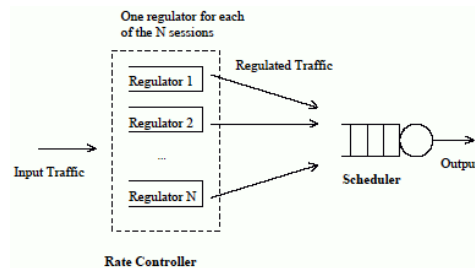 One regulator for each
of the N sessions
Regulator 1
Regulated Traffic
Regulator 2
...
Input Traffic
Regulator N
Scheduler
Output
Rate Controller